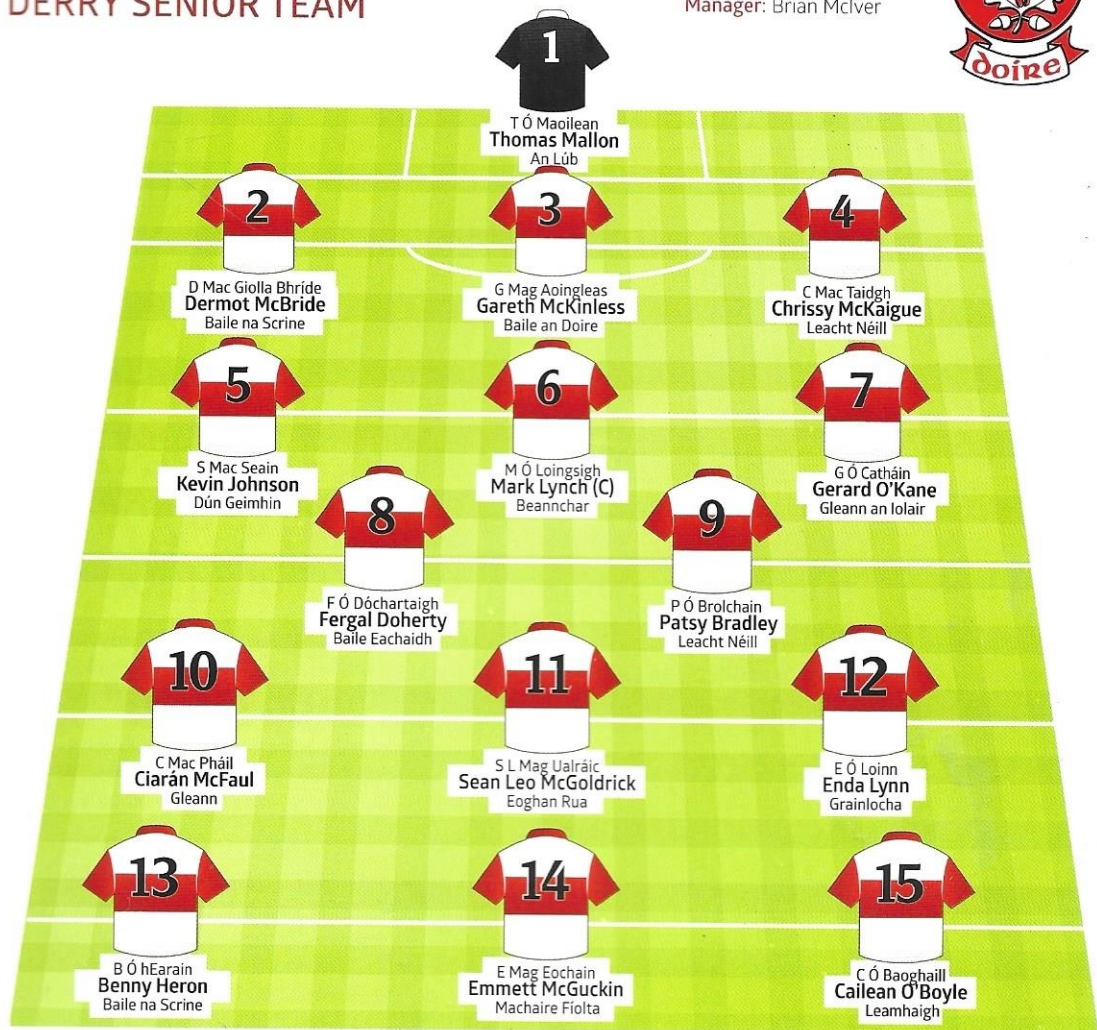 DERRY SENIOR TEAM
Manager: Brian McIver
doire
1
T Ó Maoilean
Thomas Mallon
An Lúb
2
D Mac Giolla Bhríde
Dermot McBride
Baile na Scrine
3
G Mag Aoingleas
Gareth McKinless
Baile an Doire
4
C Mac Taidgh
Chrissy McKaigue
Leacht Néill
5
S Mac Seain
Kevin Johnson
Dún Geimhin
6
M Ó Loingsigh
Mark Lynch (C)
Beannchar
7
G Ó Catháin
Gerard O'Kane
Gleann an Iolair
8
F Ó Dóchartaigh
Fergal Doherty
Baile Eachaidh
9
P Ó Brolchain
Patsy Bradley
Leacht Néill
10
C Mac Pháil
Ciarán McFaul
Gleann
11
S L Mag Ualráic
Sean Leo McGoldrick
Eoghan Rua
12
E Ó Loinn
Enda Lynn
Grainlocha
13
B Ó hEarain
Benny Heron
Baile na Scrine
14
E Mag Eochain
Emmett McGuckin
Machaire Fíolta
15
C Ó Baoghaill
Cailean O'Boyle
Leamhaigh